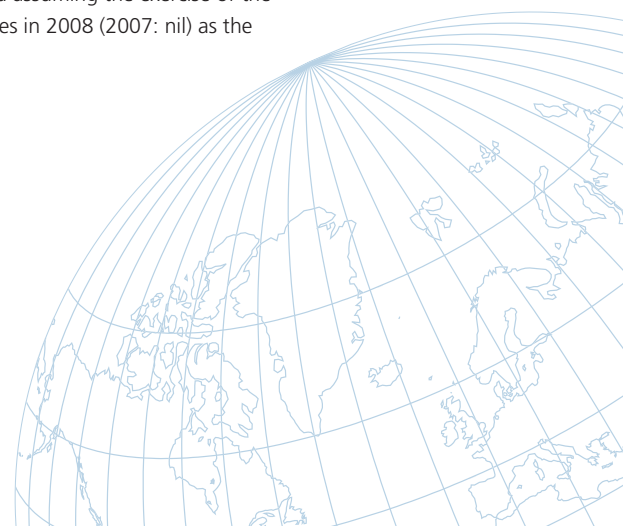 assuming the exercise of the
es in 2008 (2007: nil) as the